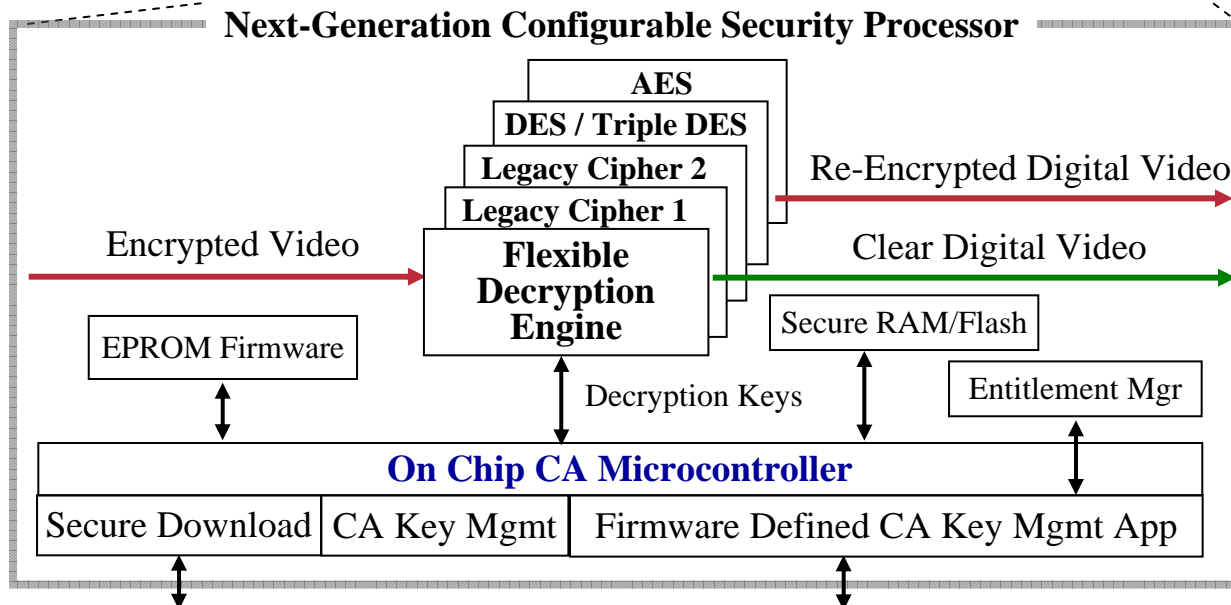 Next-Generation Configurable Security Processor
AES
DES / Triple DES
Legacy Cipher 2
Legacy Cipher 1
Flexible
Decryption
Engine
Encrypted Video
Re-Encrypted Digital Video
Clear Digital Video
EPROM Firmware
Secure RAM/Flash
Decryption Keys
Entitlement Mgr
On Chip CA Microcontroller
Secure Download
CA Key Mgmt
Firmware Defined CA Key Mgmt App